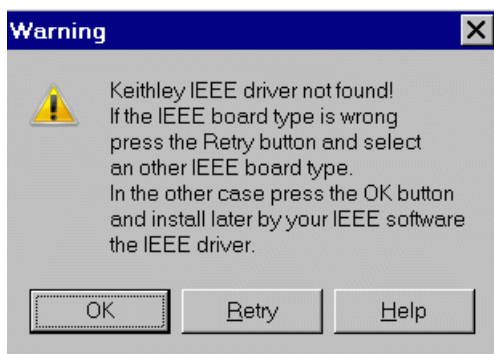 Warning
Keithley IEEE driver not found!
If the IEEE board type is wrong
press the Retry button and select
an other IEEE board type.
In the other case press the OK button
and install later by your IEEE software
the IEEE driver.
OK Retry Help